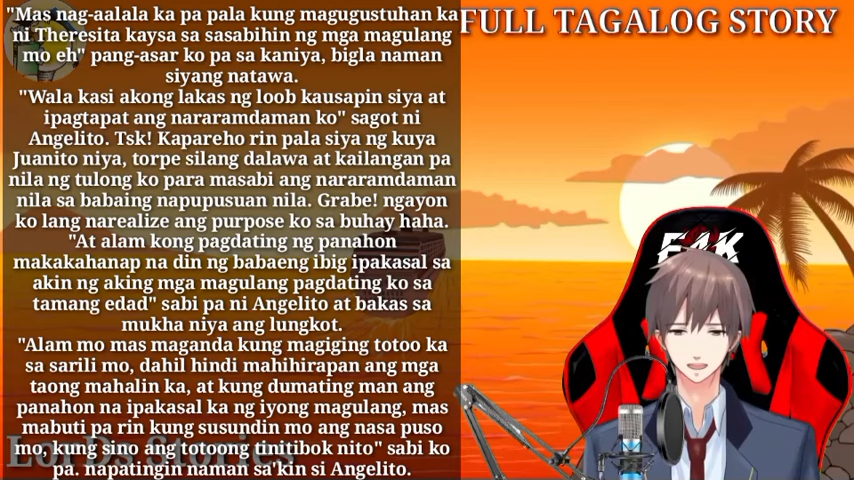 "Mas nag-aalala ka pa pala kung magugustuhan ka
ni Theresita kaysa sa sasabihin ng mga magulang
mo eh" pang-asar ko pa sa kaniya, bigla naman
siyang natawa.
"Wala kasi akong lakas ng loob kausapin siya at
ipagtapat ang nararamdaman ko" sagot ni
Angelito. Tsk! Kapareho rin pala siya ng kuya
Juanito niya, torpe silang dalawa at kailangan pa
nila ng tulong ko para masabi ang nararamdaman
nila sa babaing napupusuan nila. Grabe! ngayon
ko lang narealize ang purpose ko sa buhay haha.
"At alam kong pagdating ng panahon
makakahanap na din ng babaeng ibig ipakasal sa
akin ng aking mga magulang pagdating ko sa
tamang edad" sabi pa ni Angelito at bakas sa
mukha niya ang lungkot.
"Alam mo mas maganda kung magiging totoo ka
sa sarili mo, dahil hindi mahihirapan ang mga
taong mahalin ka, at kung dumating man ang
panahon na ipakasal ka ng iyong magulang, mas
mabuti pa rin kung susundin mo ang nasa puso
mo, kung sino ang totoong tinitibok nito" sabi ko
pa. napatingin naman sa'kin si Angelito.
FULL TAGALOG STORY
LorDs Stories